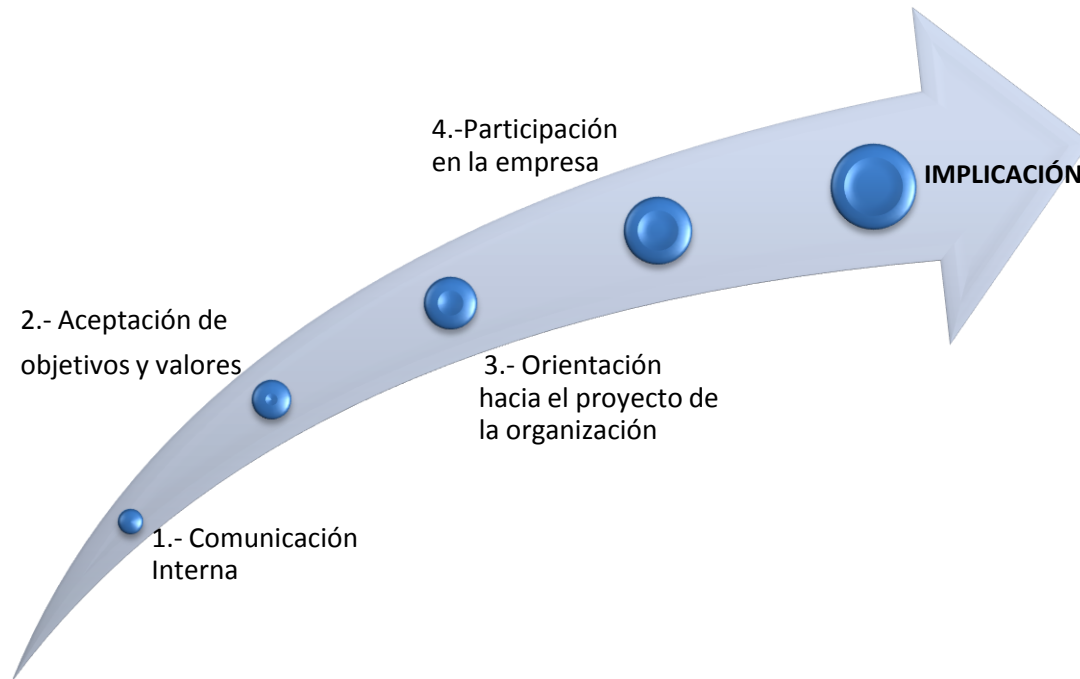 1.- Comunicación
Interna
2.- Aceptación de
objetivos y valores
3.- Orientación
hacia el proyecto de
la organización
4.-Participación
en la empresa
IMPLICACIÓN